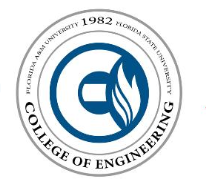 FLORIDA A&M UNIVERSITY 1982 FLORIDA STATE UNIVERSITY
COLLEGE OF ENGINEERING